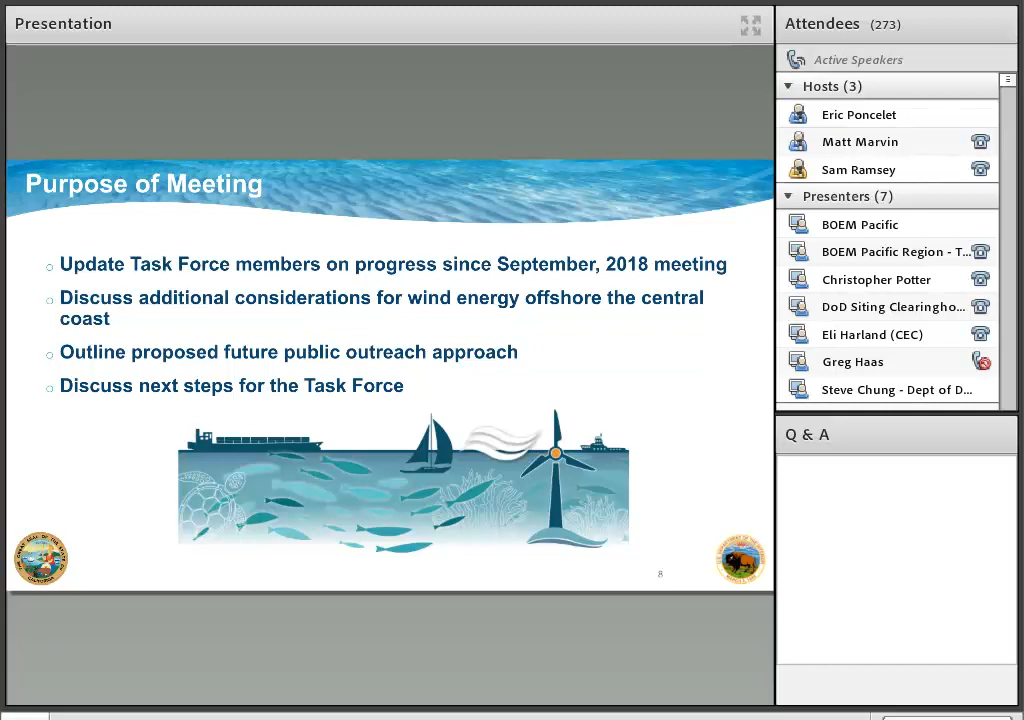 Presentation
Purpose of Meeting
Update Task Force members on progress since September, 2018 meeting
Discuss additional considerations for wind energy offshore the central
coast
Outline proposed future public outreach approach
Discuss next steps for the Task Force
8
Attendees (273)
Active Speakers
Hosts (3)
Eric Poncelet
Matt Marvin
Sam Ramsey
Presenters (7)
BOEM Pacific
BOEM Pacific Region - T...
Christopher Potter
DoD Siting Clearingho...
Eli Harland (CEC)
Greg Haas
Steve Chung - Dept of D...
Q & A